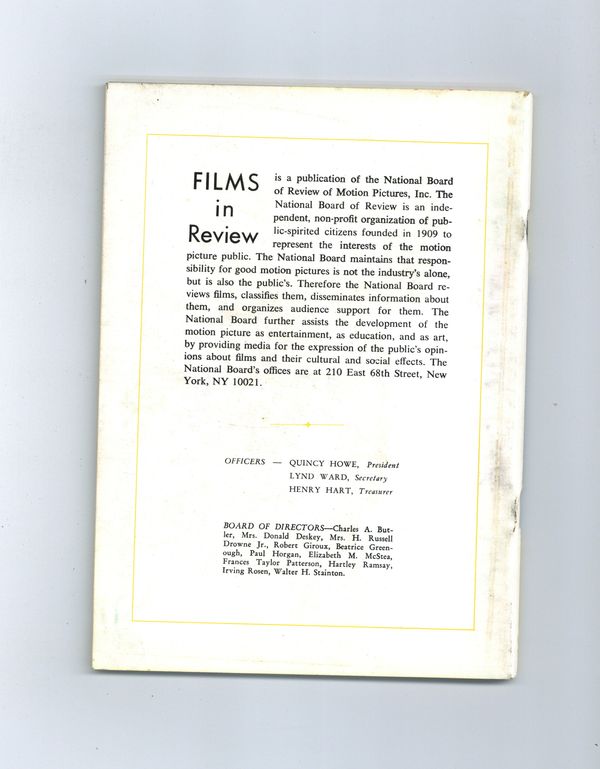 FILMS
in
Review
is a publication of the National Board
of Review of Motion Pictures, Inc. The
National Board of Review is an inde-
pendent, non-profit organization of pub-
lic-spirited citizens founded in 1909 to
represent the interests of the motion
picture public. The National Board maintains that respon-
sibility for good motion pictures is not the industry's alone,
but is also the public's. Therefore the National Board re-
views films, classifies them, disseminates information about
them, and organizes audience support for them. The
National Board further assists the development of the
motion picture as entertainment, as education, and as art,
by providing media for the expression of the public's opin-
ions about films and their cultural and social effects. The
National Board's offices are at 210 East 68th Street, New
York, NY 10021.
OFFICERS — QUINCY HOWE, President
LYND WARD, Secretary
HENRY HART, Treasurer
BOARD OF DIRECTORS—Charles A. But-
ler, Mrs. Donald Deskey, Mrs. H. Russell
Drowne Jr., Robert Giroux, Beatrice Green-
ough, Paul Horgan, Elizabeth M. McStea,
Frances Taylor Patterson, Hartley Ramsay,
Irving Rosen, Walter H. Stainton.